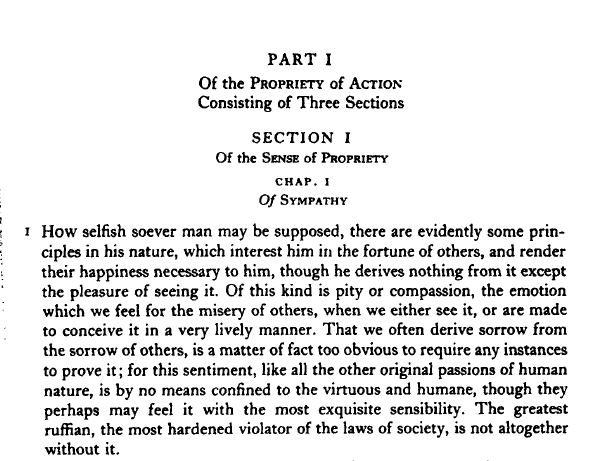 PART I
Of the PROPRIETY of ACTION
Consisting of Three Sections
SECTION I
Of the SENSE of PROPRIETY
CHAP. I
Of SYMPATHY
1 How selfish soever man may be supposed, there are evidently some prin-
ciples in his nature, which interest him in the fortune of others, and render
their happiness necessary to him, though he derives nothing from it except
the pleasure of seeing it. Of this kind is pity or compassion, the emotion
which we feel for the misery of others, when we either see it, or are made
to conceive it in a very lively manner. That we often derive sorrow from
the sorrow of others, is a matter of fact too obvious to require any instances
to prove it; for this sentiment, like all the other original passions of human
nature, is by no means confined to the virtuous and humane, though they
perhaps may feel it with the most exquisite sensibility. The greatest
ruffian, the most hardened violator of the laws of society, is not altogether
without it.